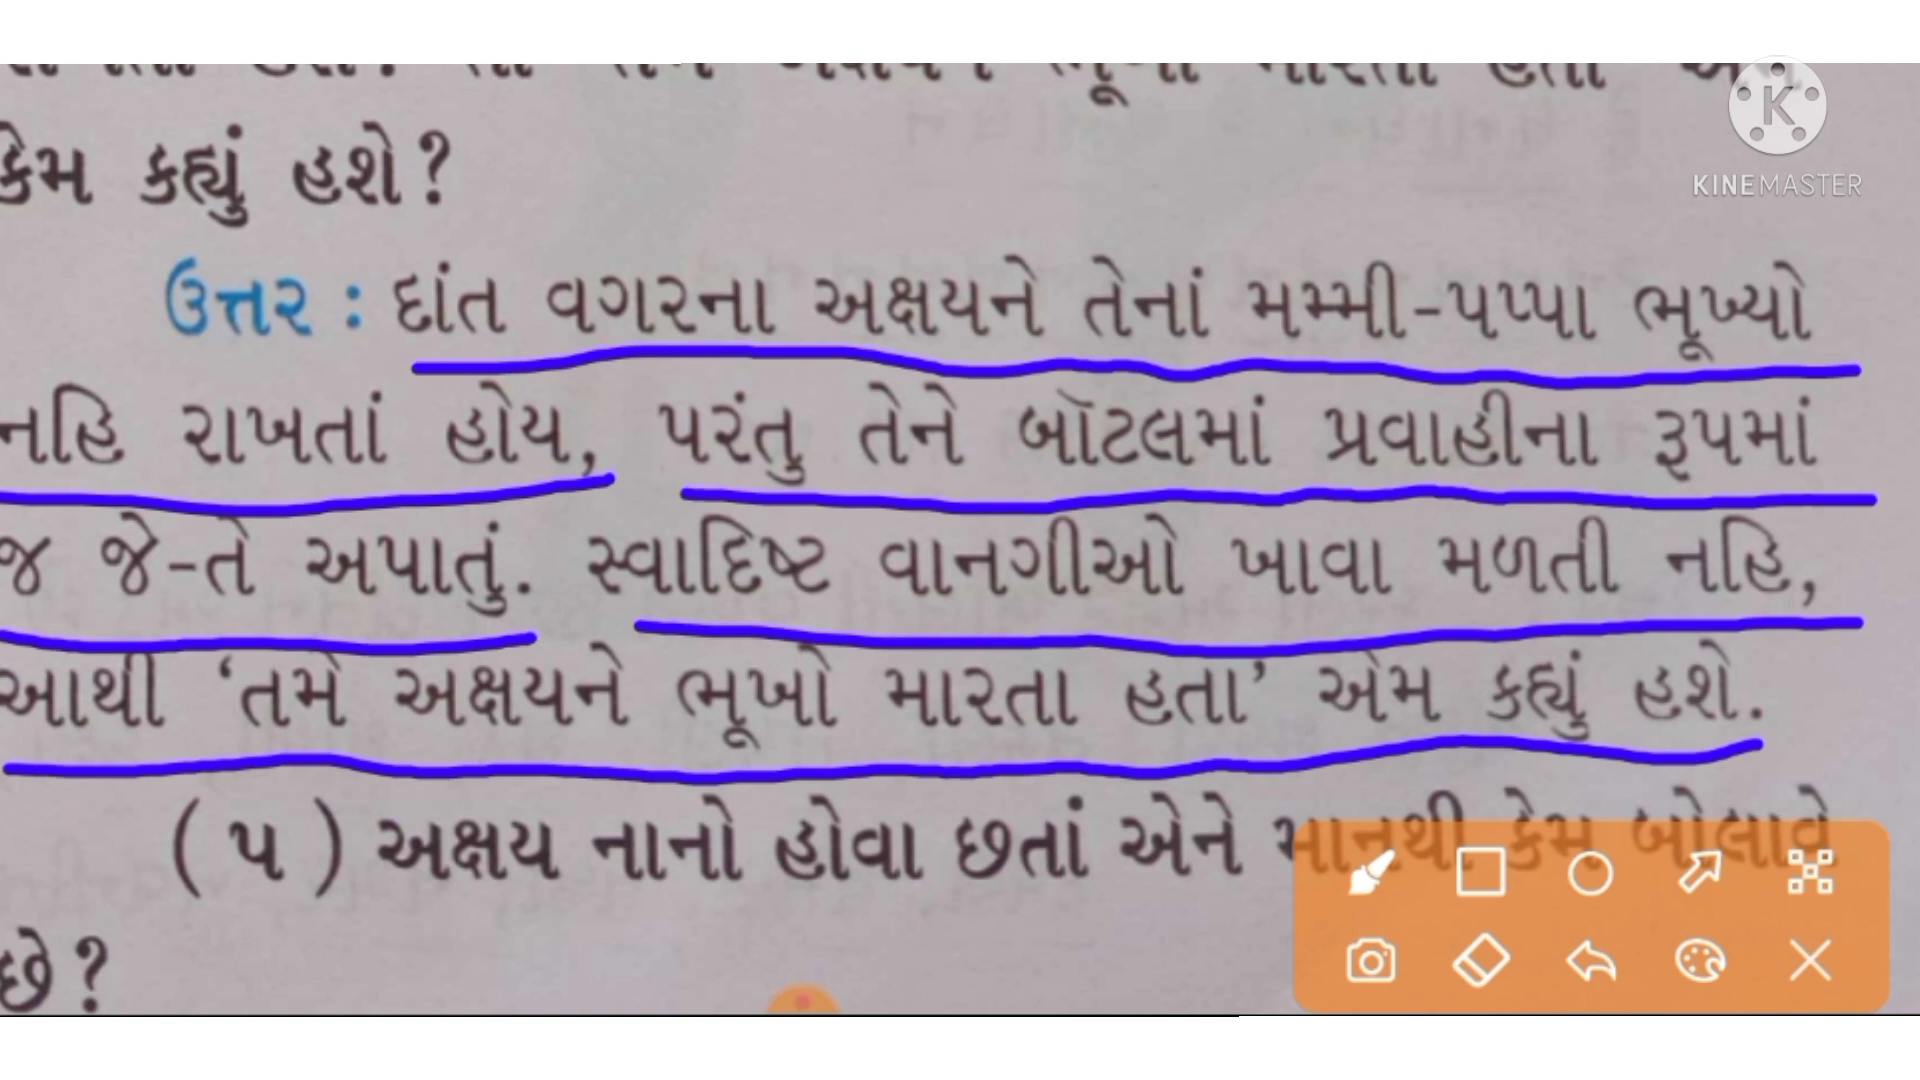 કેમ કહ્યું હશે?
ઉત્તર : દાંત વગરના અક્ષયને તેનાં મમ્મી-પપ્પા ભૂખ્યો
નહિ રાખતાં હોય, પરંતુ તેને બૉટલમાં પ્રવાહીના રૂપમાં
જ જે-તે અપાતું. સ્વાદિષ્ટ વાનગીઓ ખાવા મળતી નહિ,
આથી ‘તમે અક્ષયને ભૂખો મારતા હતા’ એમ કહ્યું હશે.
( ૫ ) અક્ષય નાનો હોવા છતાં એને માનથી કેમ બોલાવે
છે?
K
KINEMASTER